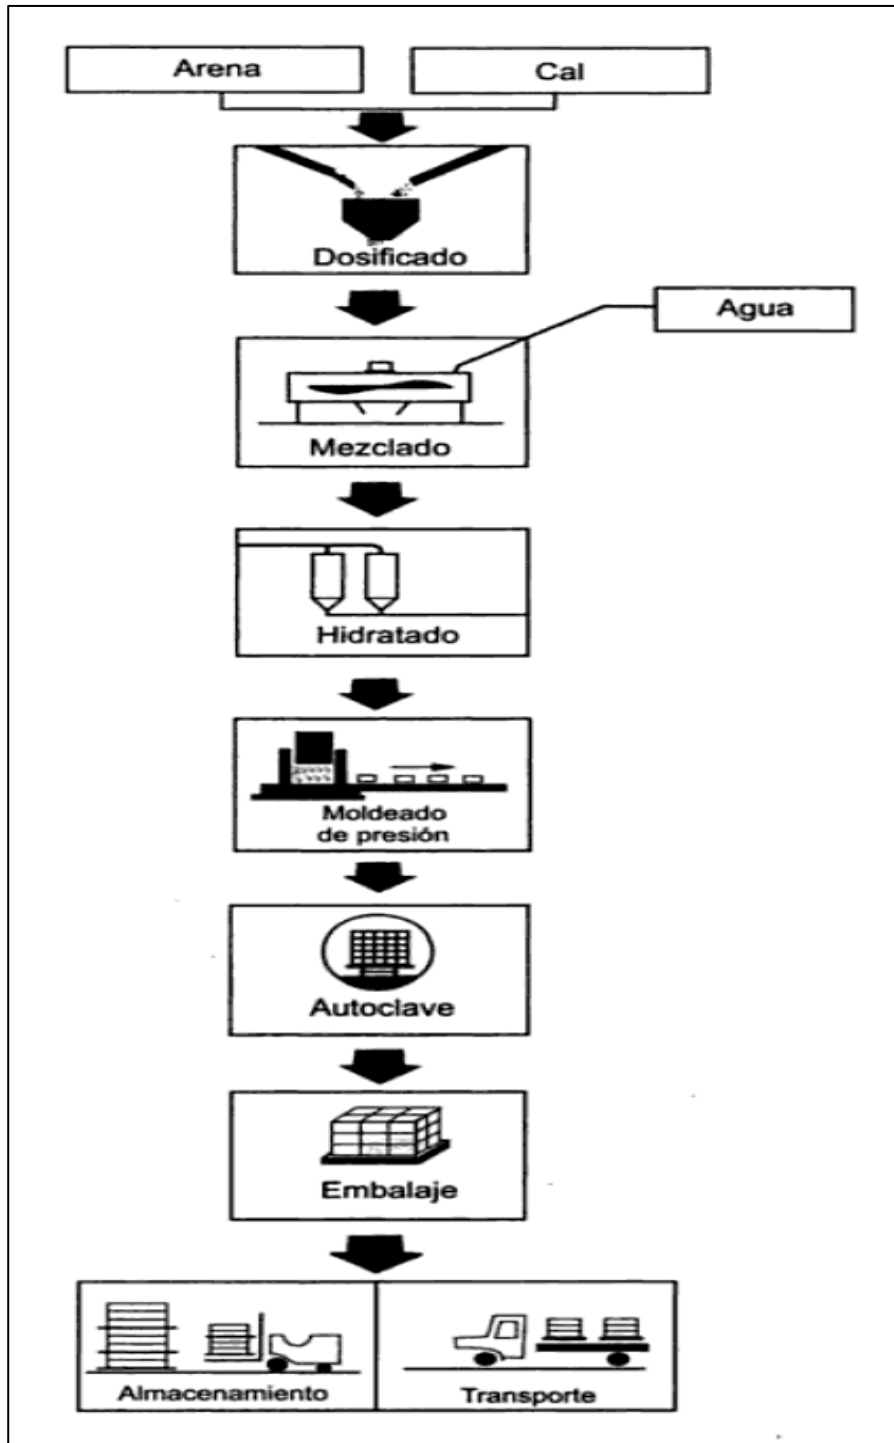 Arena
Cal
Dosificado
Agua
Mezclado
Hidratado
Moldeado
de presión
Autoclave
Embalaje
Almacenamiento
Transporte